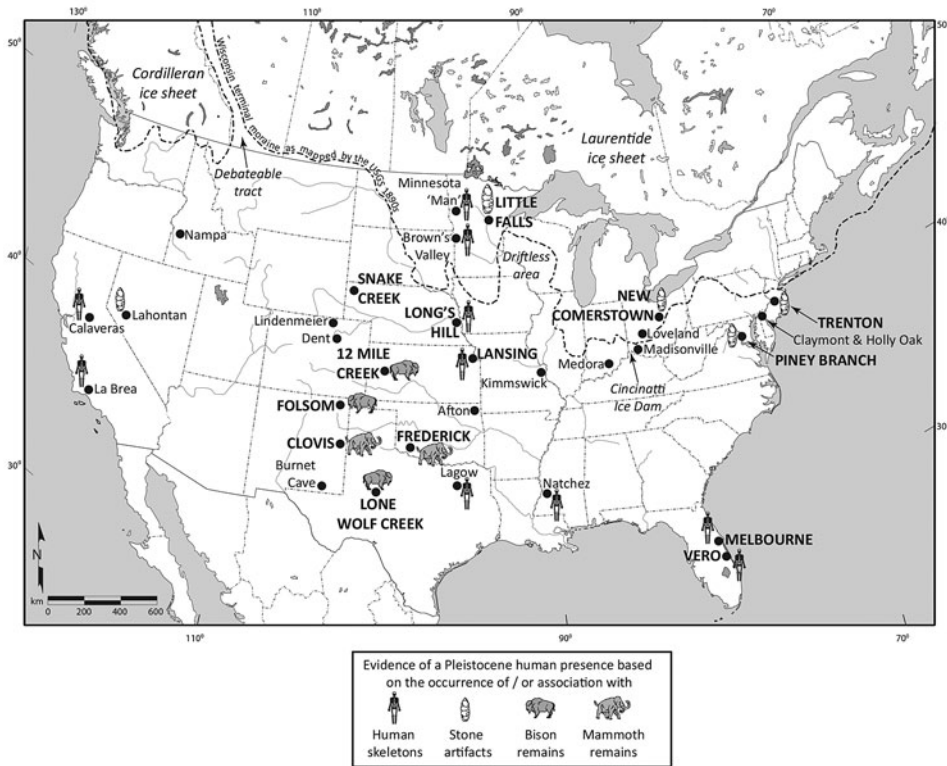 130°
90°
70°
50°
50°
Cordilleran
ice sheet
Wisconsin terminal moraine as mapped by the USGS 1890s
Laurentide
ice sheet
Debateable
tract
Minnesota
'Man'
LITTLE
FALLS
Nampa
Brown's
Valley
Driftless
area
40°
40°
SNAKE
CREEK
NEW
COMERSTOWN
LONG'S
HILL
TRENTON
Calaveras
Lahontan
Lindenmeier
Loveland
Claymont & Holly Oak
Dent
Madisonville
PINEY BRANCH
12 MILE
CREEK
LANSING
Medora
Kimmswick
La Brea
Cincinatti
Ice Dam
FOLSOM
Afton
CLOVIS
FREDERICK
30°
30°
Burnet
Cave
Lagow
Natchez
LONE
WOLF CREEK
MELBOURNE
VERO
N
km
0 200 400 600
110°
90°
70°
Evidence of a Pleistocene human presence based
on the occurrence of / or association with
Human
skeletons
Stone
artifacts
Bison
remains
Mammoth
remains